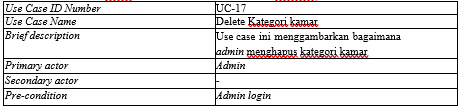 Use Case ID Number UC-17
Use Case Name Delete Kategori kamar
Brief description Use case ini menggambarkan bagaimana
admin menghapus kategori kamar
Primary actor Admin
Secondary actor -
Pre-condition Admin login